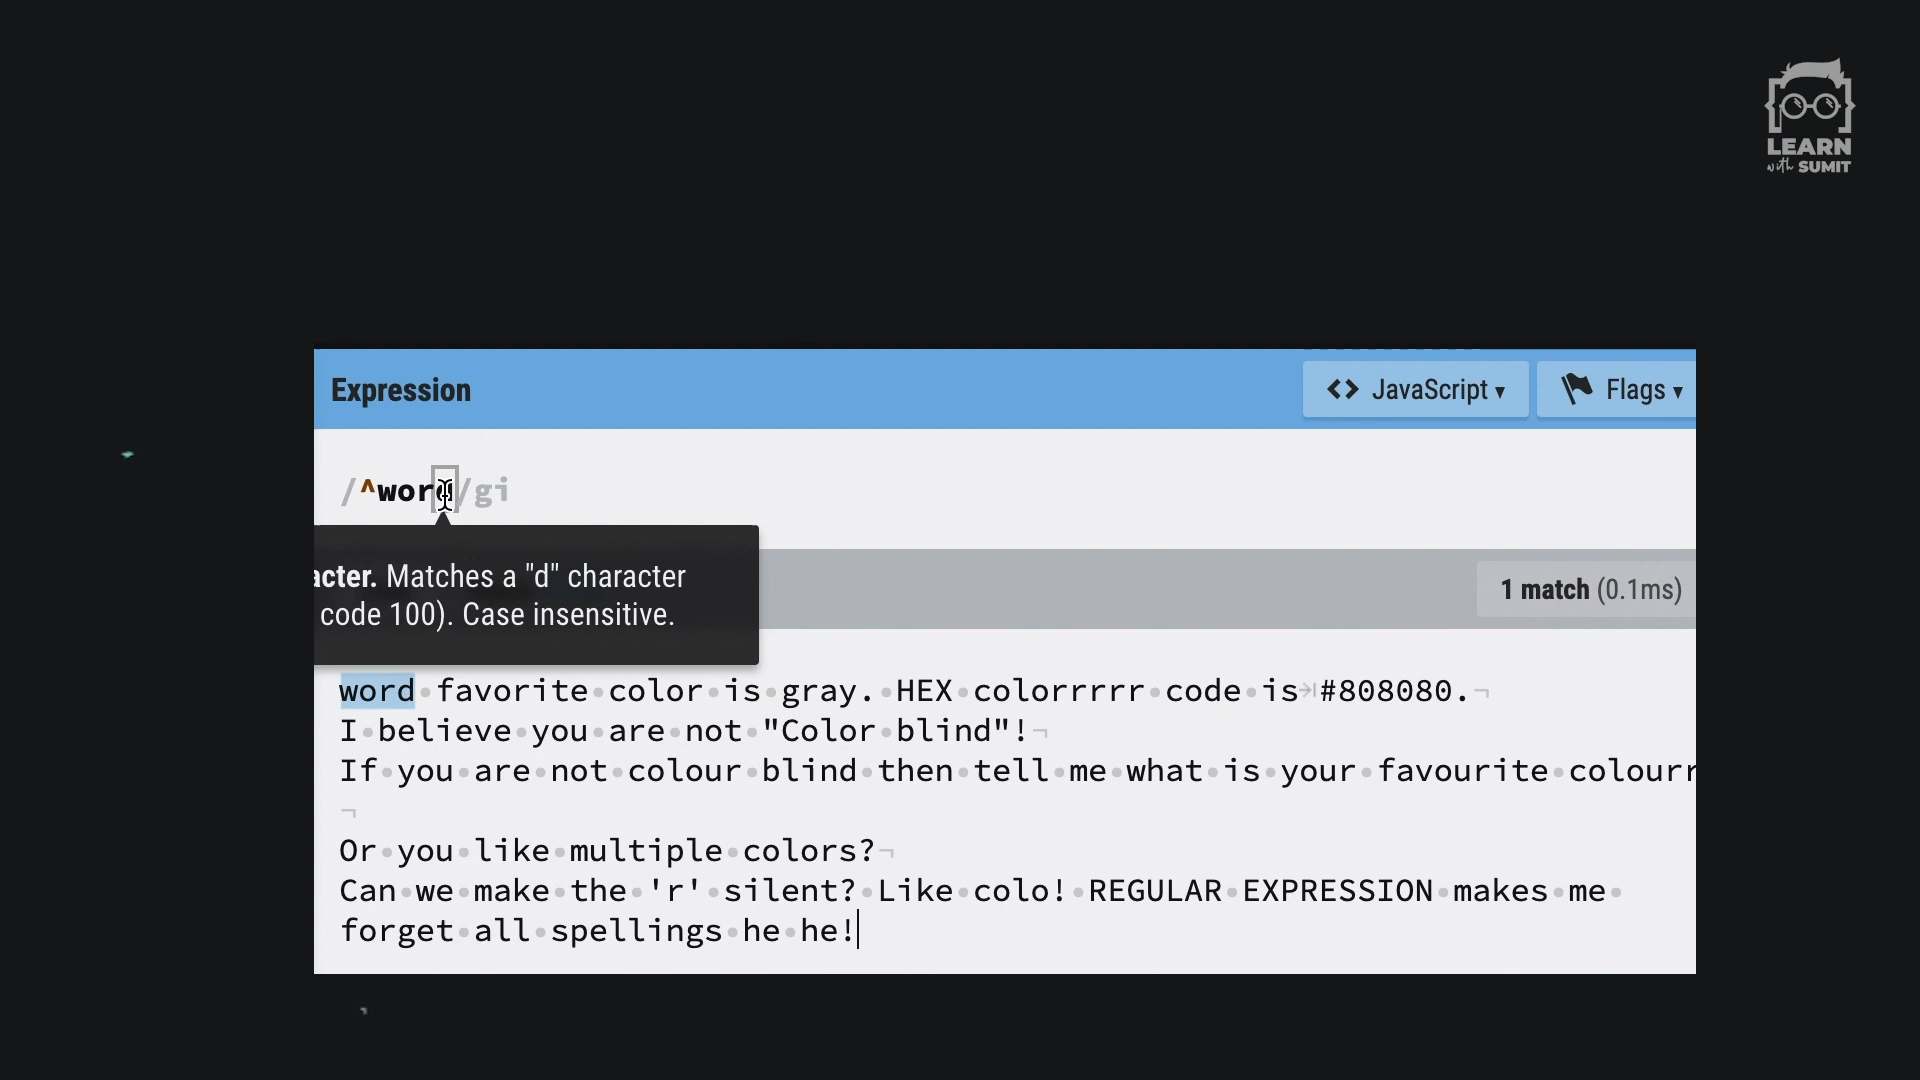 LEARN
with SUMIT
Expression
JavaScript
Flags
/^word/gi
acter. Matches a "d" character
code 100). Case insensitive.
1 match (0.1ms)
word favorite color is gray. HEX colorrrrr code is #808080.
I believe you are not "Color blind"!
If you are not colour blind then tell me what is your favourite colourr
Or you like multiple colors?
Can we make the 'r' silent? Like colo! REGULAR EXPRESSION makes me
forget all spellings he he!